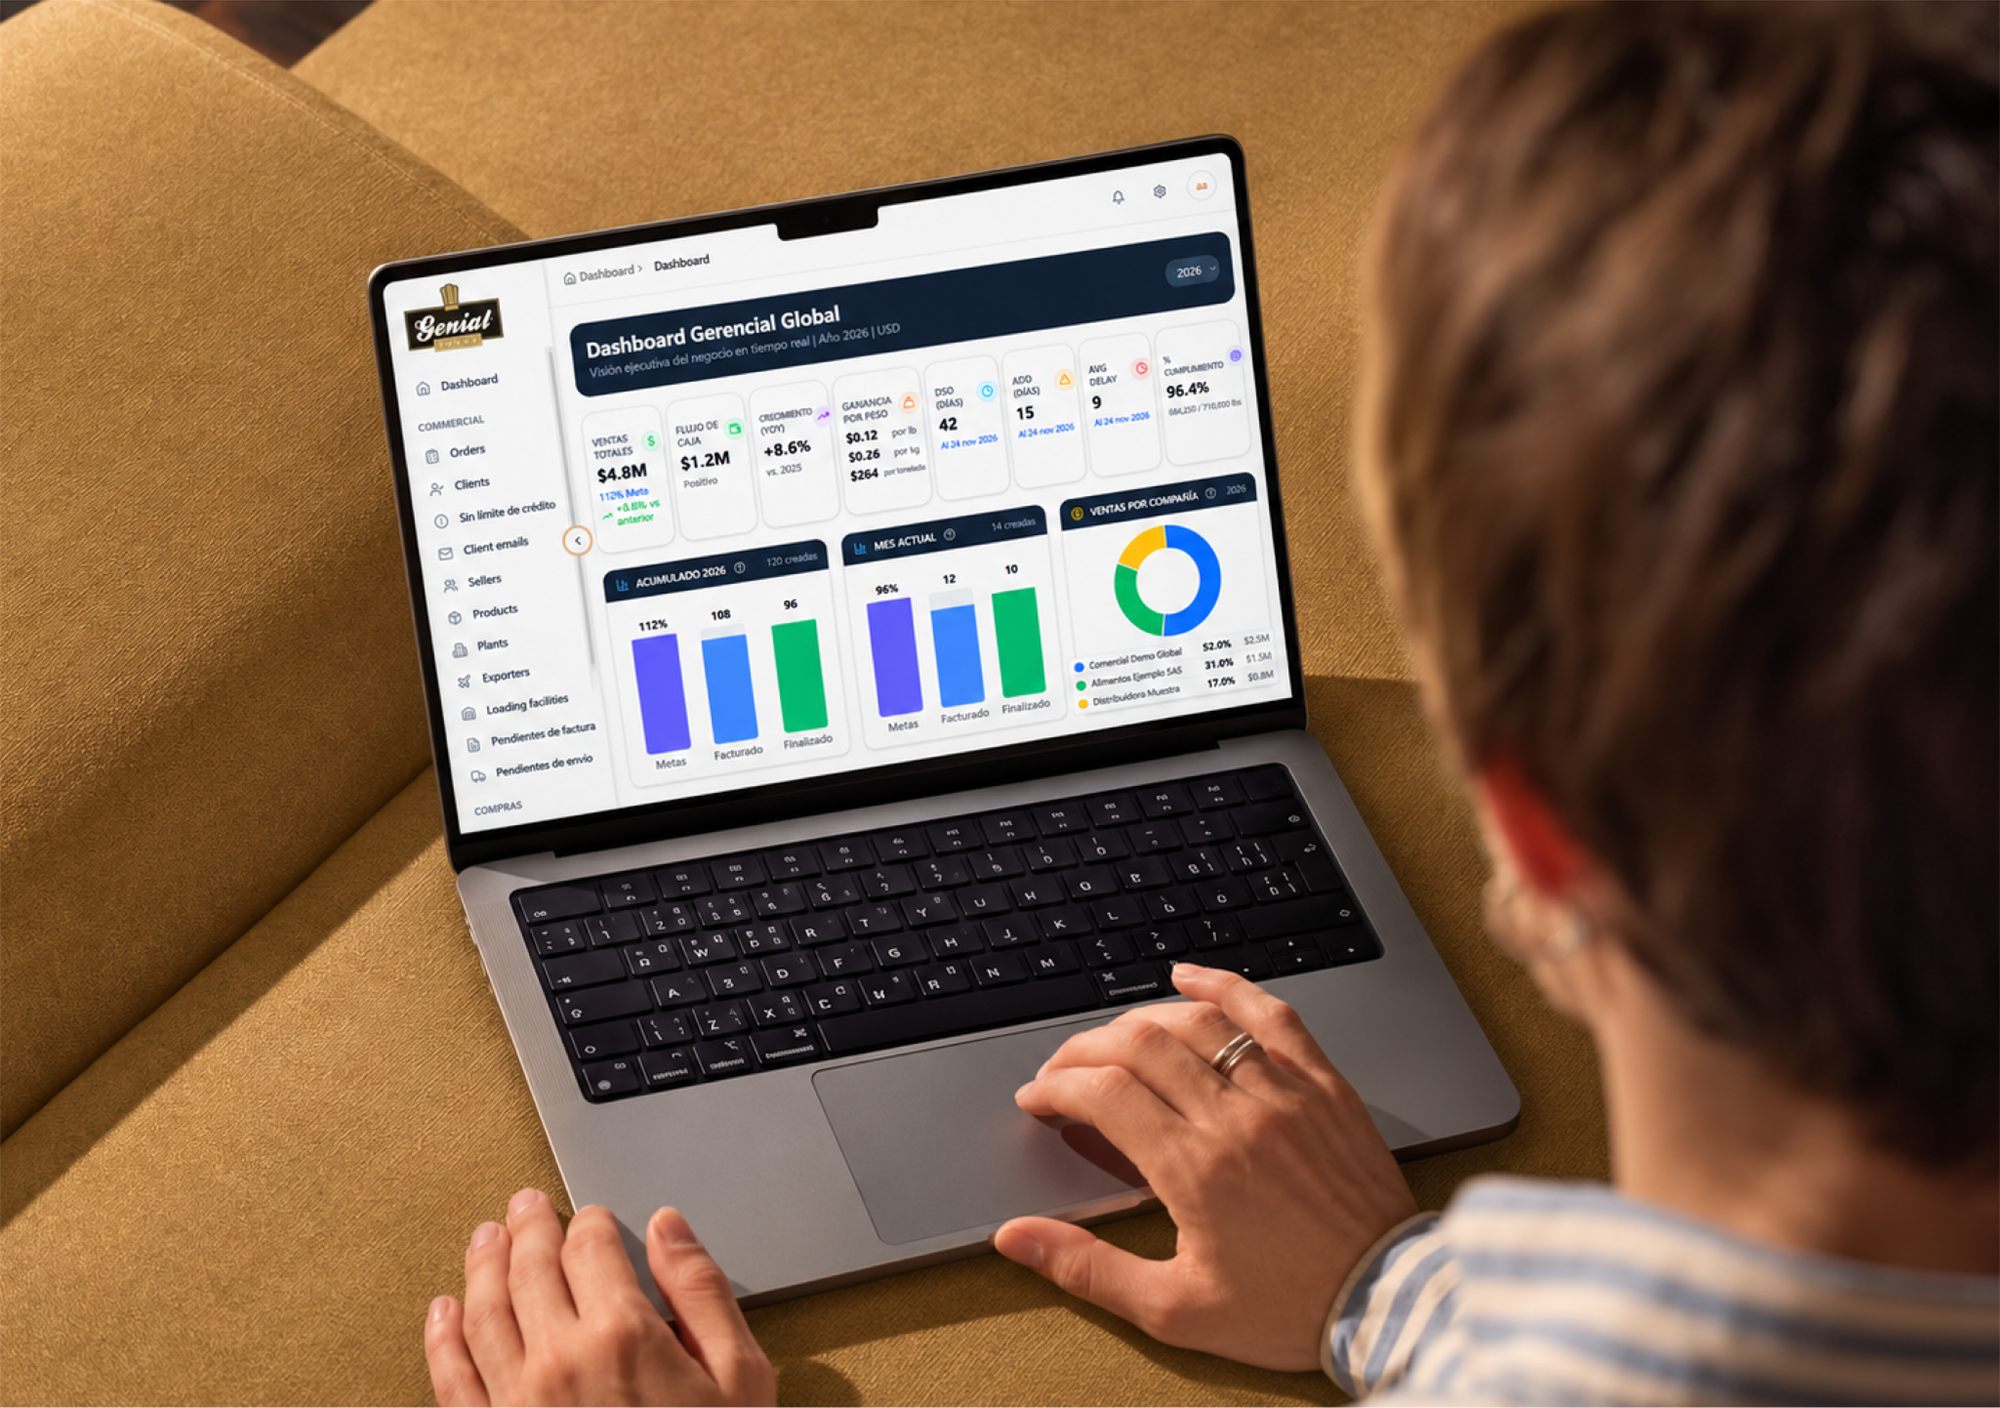 Genial
Dashboard
COMMERCIAL
Orders
Clients
Sin límite de crédito
Client emails
Sellers
Products
Plants
Exporters
Loading facilities
Pendientes de factura
Pendientes de envío
COMPRAS
Dashboard > Dashboard
Dashboard Gerencial Global
Visión ejecutiva del negocio en tiempo real | Año 2026 | USD
2026
VENTAS
TOTALES
$
$4.8M
112% Meta
+8.8% vs
anterior
FLUJO DE
CAJA
$1.2M
Positivo
CRECIMIENTO
(YOY)
+8.6%
vs. 2025
GANANCIA
POR PESO
$0.12 por lb
$0.26 por kg
$264 por tonelada
DSO
(DÍAS)
42
Al 24 nov 2026
ADD
(DÍAS)
15
Al 34 nov 2026
AVG
DELAY
9
Al 24 nov 2026
%
CUMPLIMIENTO
96.4%
684,250 / 710,000 lbs
ACUMULADO 2026
120 creadas
112%
108
96
Metas
Facturado
Finalizado
MES ACTUAL
14 creadas
96%
12
10
Metas
Facturado
Finalizado
VENTAS POR COMPAÑÍA
2026
Comercial Demo Global 52.0% $2.5M
Alimentos Ejemplo SAS 31.0% $1.5M
Distribuidora Muestra 17.0% $0.8M